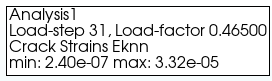 Analysis1
Load-step 31, Load-factor 0.46500
Crack Strains Eknn
min: 2.40e-07 max: 3.32e-05